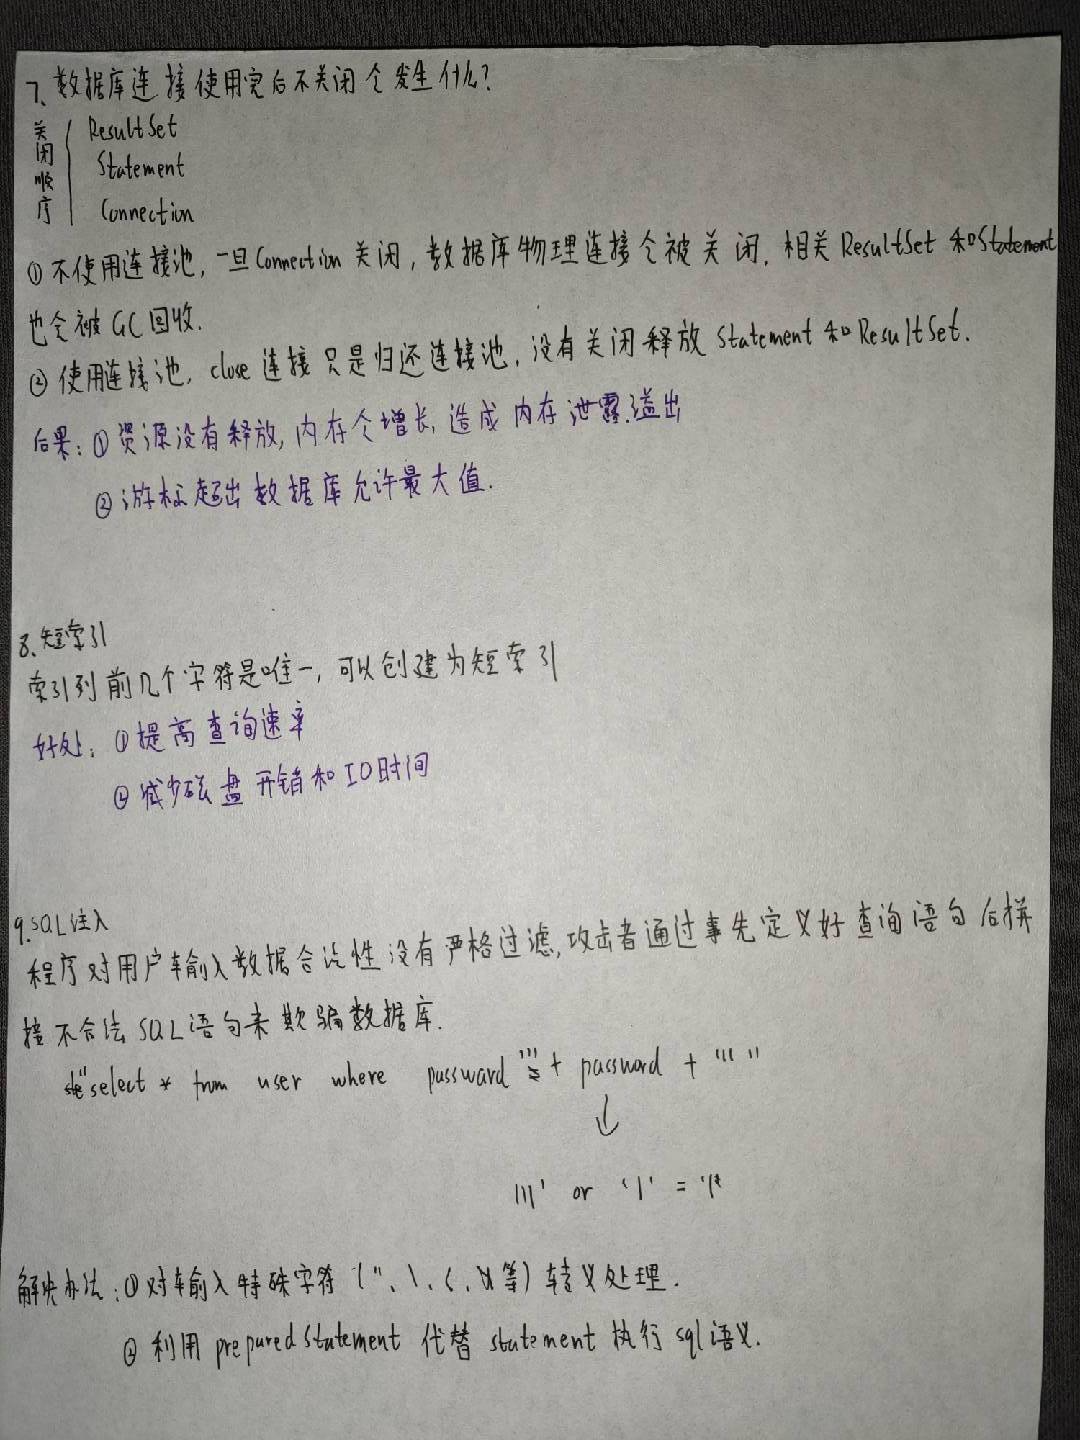 7、数据库连接使用完后不关闭会发生什么?
关闭顺序
ResultSet
Statement
Connection
①不使用连接池,一旦Connection关闭,数据库物理连接会被关闭,相关ResultSet和Statement
也会被GC回收.
②使用连接池,close连接只是归还连接池,没有关闭释放Statement和ResultSet.
后果:①资源没有释放,内存会增长,造成内存泄露.溢出
②游标超出数据库允许最大值.
8、短索引
索引列前几个字符是唯一,可以创建为短索引
好处:①提高查询速率
②减少磁盘开销和IO时间
9.SQL注入
程序对用户输入数据合法性没有严格过滤,攻击者通过事先定义好查询语句后拼
接不合法SQL语句来欺骗数据库.
"select * from user where password + password +
111' or '1' =
解决办法:①对输入特殊字符 等)转义处理.
②利用preparedStatement代替statement执行sql语义.